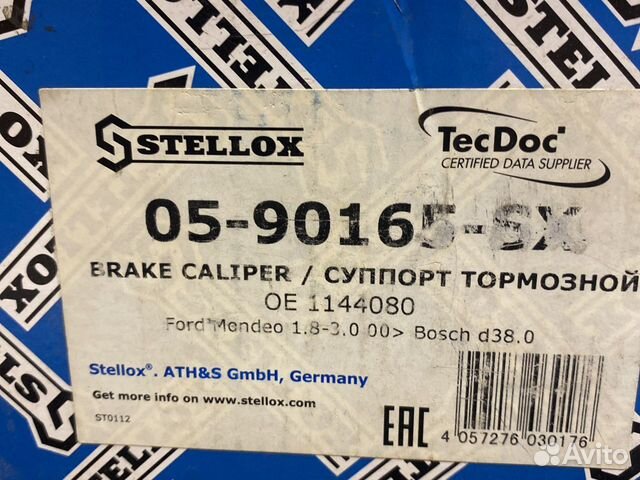 STELLOX
TecDoc
CERTIFIED DATA SUPPLIER
05-90165-SX
BRAKE CALIPER / СУППОРТ ТОРМОЗНОЙ
OE 1144080
Ford Mondeo 1.8-3.0 00> Bosch d38.0
Stellox®. ATH&S GmbH, Germany
Get more info on www.stellox.com
ST0112
EAC
4 057276 030176
Avito